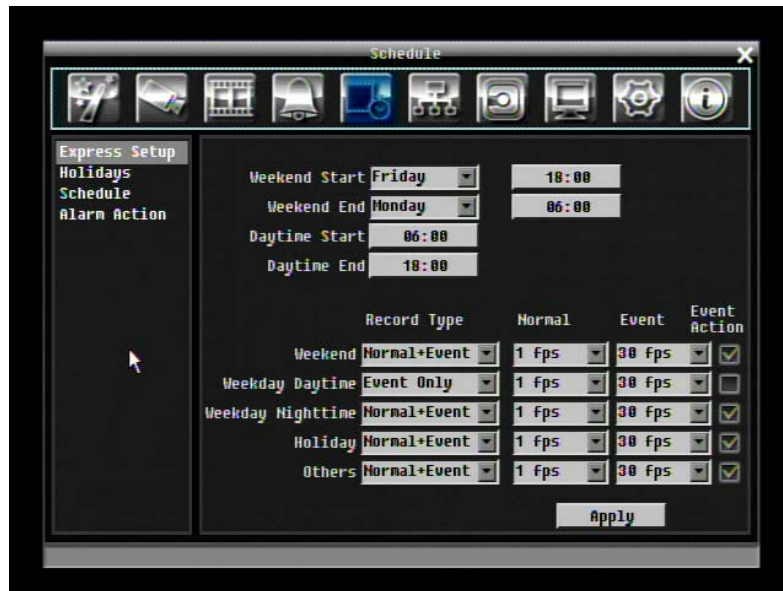 Schedule
Express Setup
Holidays
Schedule
Alarm Action
Weekend Start Friday 18:00
Weekend End Monday 06:00
Daytime Start 06:00
Daytime End 18:00
Record Type Normal Event Event Action
Weekend Normal+Event 1 fps 30 fps
Weekday Daytime Event Only 1 fps 30 fps
Weekday Nighttime Normal+Event 1 fps 30 fps
Holiday Normal+Event 1 fps 30 fps
Others Normal+Event 1 fps 30 fps
Apply